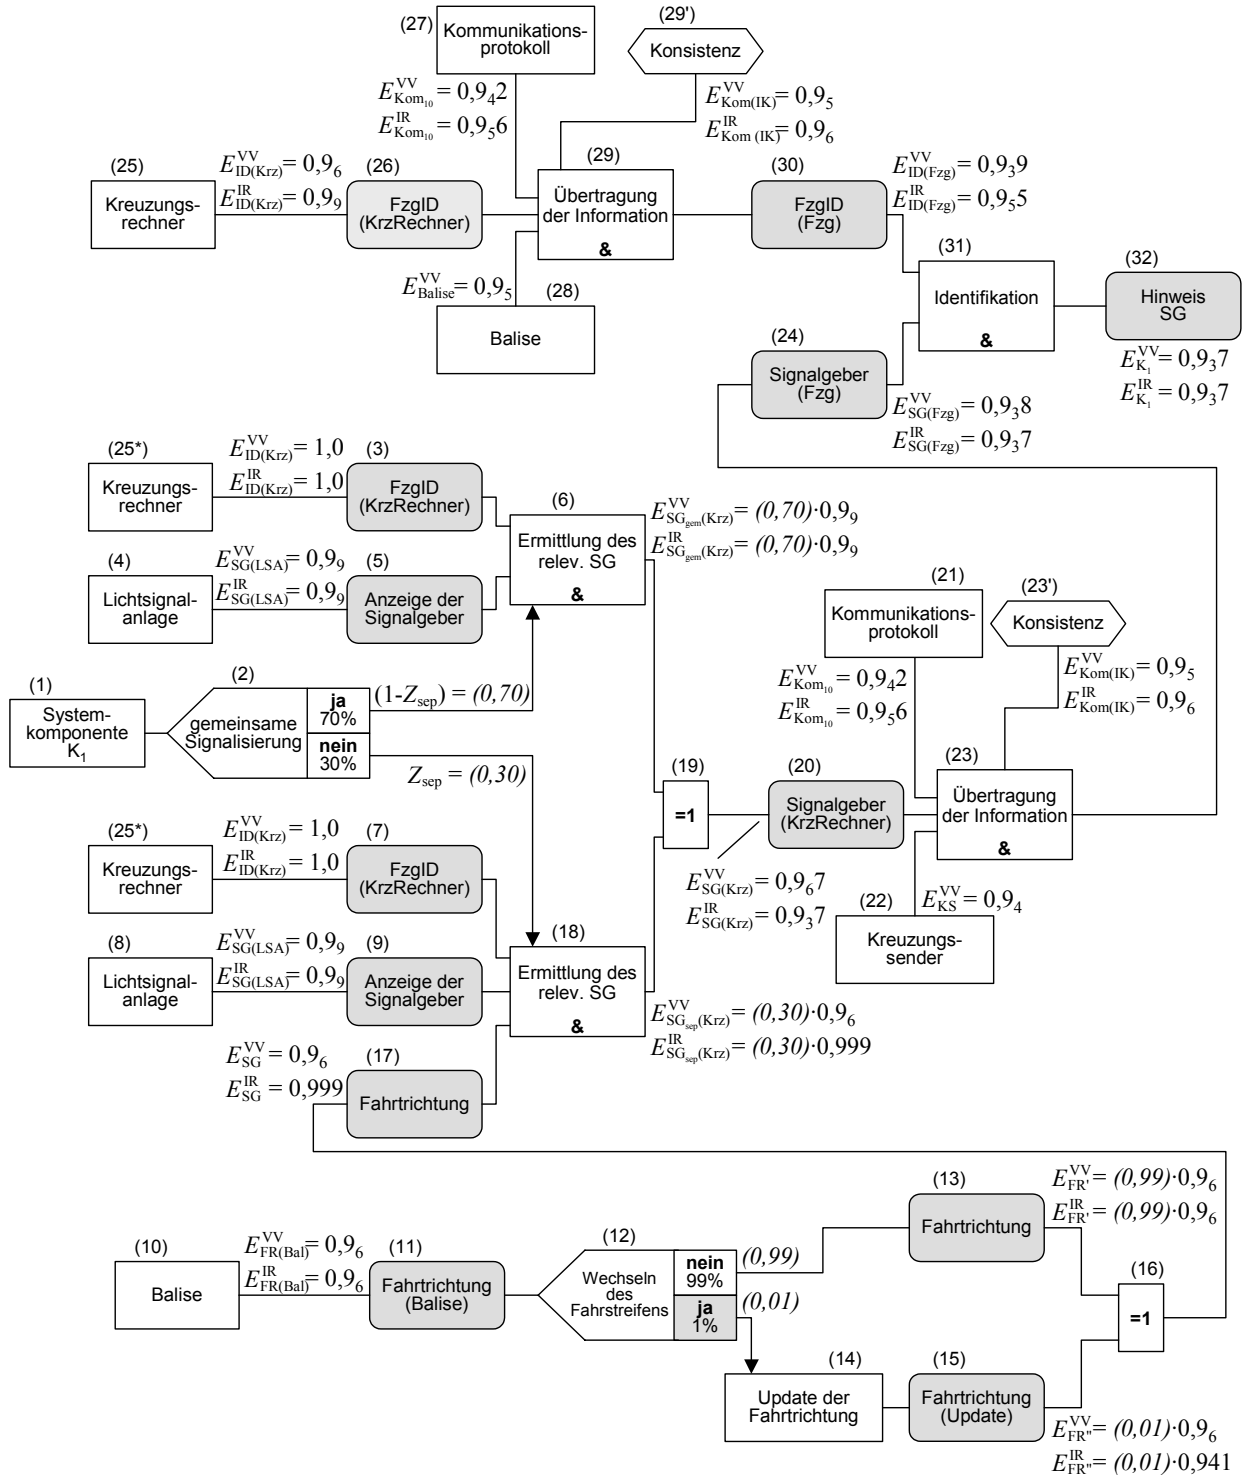 (27)
Kommunikations-
protokoll
(29')
Konsistenz
E^VV_Kom10 = 0,9₄2
E^IR_Kom10 = 0,9₅6
E^VV_Kom(IK) = 0,9₅
E^IR_Kom (IK) = 0,9₆
(25)
Kreuzungs-
rechner
E^VV_ID(Krz) = 0,9₆
E^IR_ID(Krz) = 0,9₉
(26)
FzgID
(KrzRechner)
(29)
Übertragung
der Information
&
(30)
FzgID
(Fzg)
E^VV_ID(Fzg) = 0,9₃9
E^IR_ID(Fzg) = 0,9₅5
E^VV_Balise = 0,9₅
(28)
Balise
(31)
Identifikation
&
(32)
Hinweis
SG
E^VV_K₁ = 0,9₃7
E^IR_K₁ = 0,9₃7
(24)
Signalgeber
(Fzg)
E^VV_SG(Fzg) = 0,9₃8
E^IR_SG(Fzg) = 0,9₃7
(25*)
Kreuzungs-
rechner
E^VV_ID(Krz) = 1,0
E^IR_ID(Krz) = 1,0
(3)
FzgID
(KrzRechner)
(4)
Lichtsignal-
anlage
E^VV_SG(LSA) = 0,9₉
E^IR_SG(LSA) = 0,9₉
(5)
Anzeige der
Signalgeber
(6)
Ermittlung des
relev. SG
&
E^VV_SGgem(Krz) = (0,70)·0,9₉
E^IR_SGgem(Krz) = (0,70)·0,9₉
(21)
Kommunikations-
protokoll
(23')
Konsistenz
E^VV_Kom10 = 0,9₄2
E^IR_Kom10 = 0,9₅6
E^VV_Kom(IK) = 0,9₅
E^IR_Kom(IK) = 0,9₆
(1)
System-
komponente
K₁
(2)
gemeinsame
Signalisierung
ja
70%
nein
30%
(1-Z_sep) = (0,70)
Z_sep = (0,30)
(19)
=1
(20)
Signalgeber
(KrzRechner)
(23)
Übertragung
der Information
&
E^VV_SG(Krz) = 0,9₆7
E^IR_SG(Krz) = 0,9₃7
(22)
E^VV_KS = 0,9₄
Kreuzungs-
sender
(25*)
Kreuzungs-
rechner
E^VV_ID(Krz) = 1,0
E^IR_ID(Krz) = 1,0
(7)
FzgID
(KrzRechner)
(8)
Lichtsignal-
anlage
E^VV_SG(LSA) = 0,9₉
E^IR_SG(LSA) = 0,9₉
(9)
Anzeige der
Signalgeber
(18)
Ermittlung des
relev. SG
&
E^VV_SGsep(Krz) = (0,30)·0,9₆
E^IR_SGsep(Krz) = (0,30)·0,999
E^VV_SG = 0,9₆
E^IR_SG = 0,999
(17)
Fahrtrichtung
(10)
Balise
E^VV_FR(Bal) = 0,9₆
E^IR_FR(Bal) = 0,9₆
(11)
Fahrtrichtung
(Balise)
(12)
Wechseln
des
Fahrstreifens
nein
99%
ja
1%
(0,99)
(0,01)
(13)
Fahrtrichtung
E^VV_FR' = (0,99)·0,9₆
E^IR_FR' = (0,99)·0,9₆
(16)
=1
(14)
Update der
Fahrtrichtung
(15)
Fahrtrichtung
(Update)
E^VV_FR" = (0,01)·0,9₆
E^IR_FR" = (0,01)·0,941